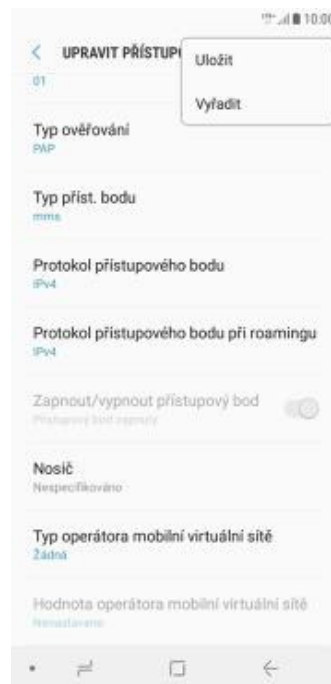 10:00
UPRAVIT PŘÍSTUP
Uložit
Vyřadit
01
Typ ověřování
PAP
Typ příst. bodu
mms
Protokol přístupového bodu
IPv4
Protokol přístupového bodu při roamingu
IPv4
Zapnout/vypnout přístupový bod
Přístupový bod zapnutý
Nosič
Nespecifikováno
Typ operátora mobilní virtuální sítě
Žádná
Hodnota operátora mobilní virtuální sítě
Nenastaveno